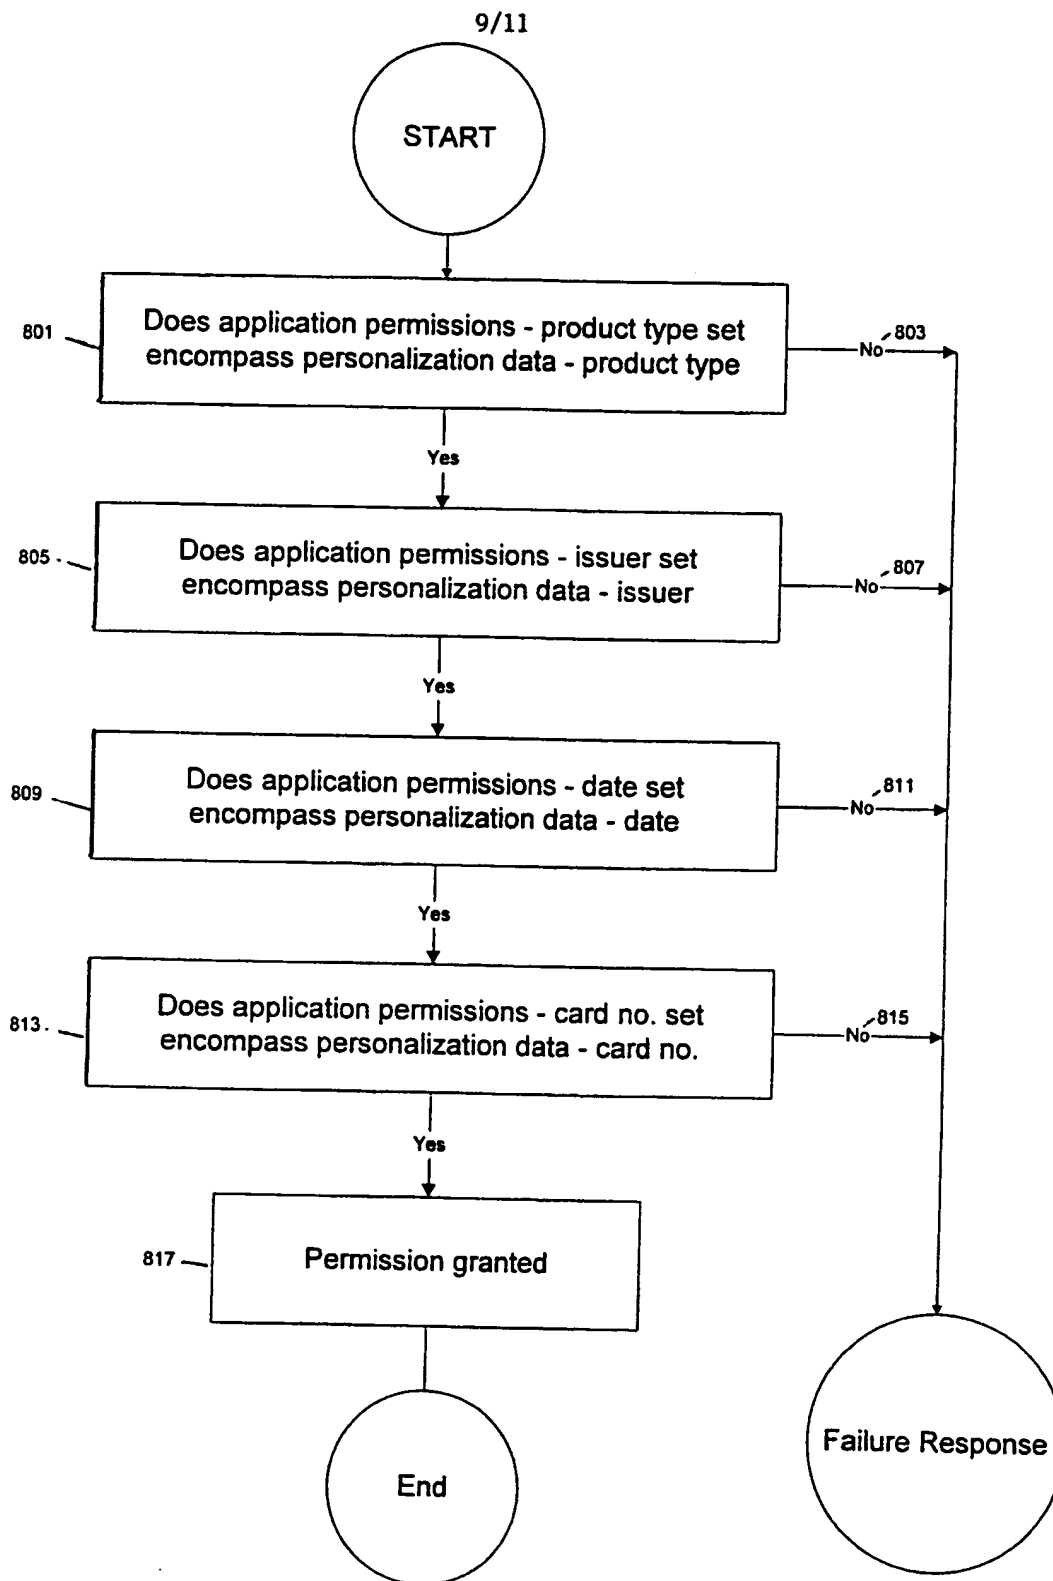 9/11
START
801
Does application permissions - product type set
encompass personalization data - product type
No
803
Yes
805
Does application permissions - issuer set
encompass personalization data - issuer
No
807
Yes
809
Does application permissions - date set
encompass personalization data - date
No
811
Yes
813
Does application permissions - card no. set
encompass personalization data - card no.
No
815
Yes
817
Permission granted
End
Failure Response